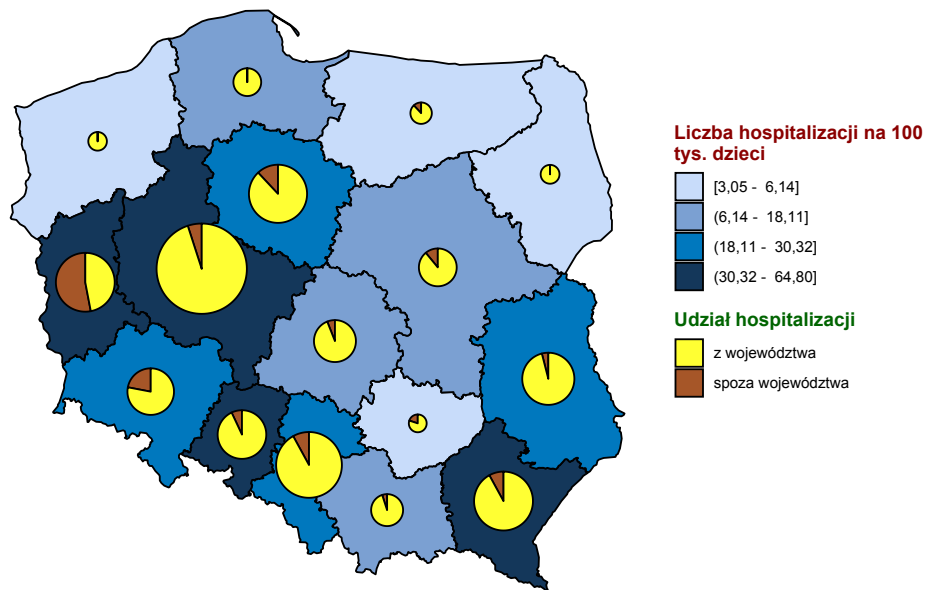 Liczba hospitalizacji na 100
tys. dzieci
[3,05 - 6,14]
(6,14 - 18,11]
(18,11 - 30,32]
(30,32 - 64,80]
Udział hospitalizacji
z województwa
spoza województwa